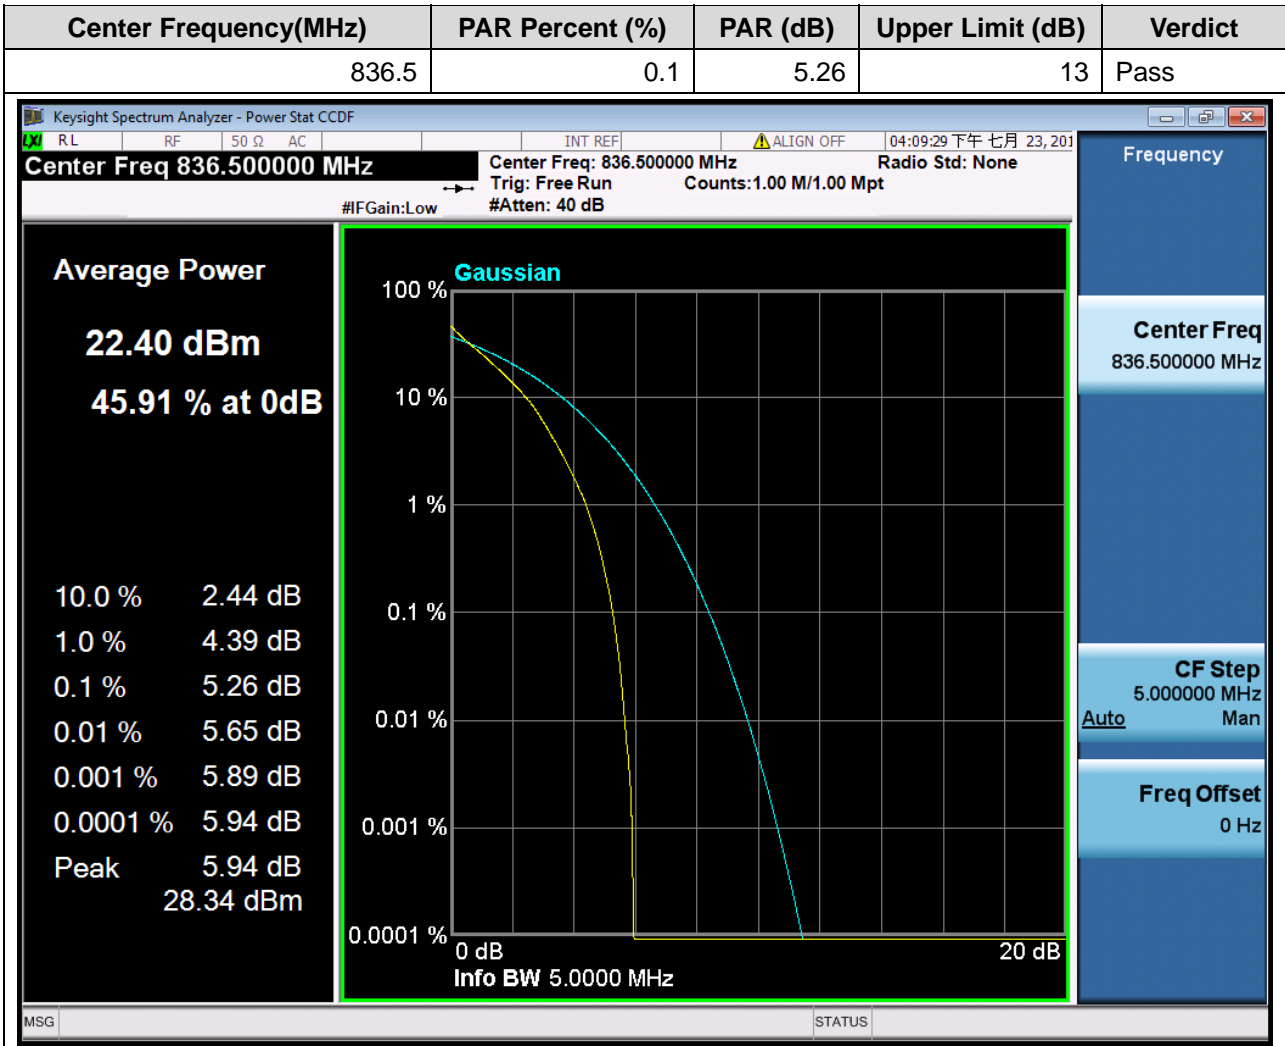 Center Frequency(MHz) PAR Percent (%) PAR (dB) Upper Limit (dB) Verdict
836.5 0.1 5.26 13 Pass
Keysight Spectrum Analyzer - Power Stat CCDF
LXI RL RF 50 Ω AC INT REF ALIGN OFF 04:09:29 下午 七月 23, 201
Center Freq 836.500000 MHz
Center Freq: 836.500000 MHz Radio Std: None
Trig: Free Run Counts:1.00 M/1.00 Mpt
#IFGain:Low #Atten: 40 dB
Frequency
Average Power
22.40 dBm
45.91 % at 0dB
10.0 % 2.44 dB
1.0 % 4.39 dB
0.1 % 5.26 dB
0.01 % 5.65 dB
0.001 % 5.89 dB
0.0001 % 5.94 dB
Peak 5.94 dB
28.34 dBm
Gaussian
100 %
10 %
1 %
0.1 %
0.01 %
0.001 %
0.0001 %
0 dB 20 dB
Info BW 5.0000 MHz
Center Freq
836.500000 MHz
CF Step
5.000000 MHz
Auto Man
Freq Offset
0 Hz
MSG STATUS